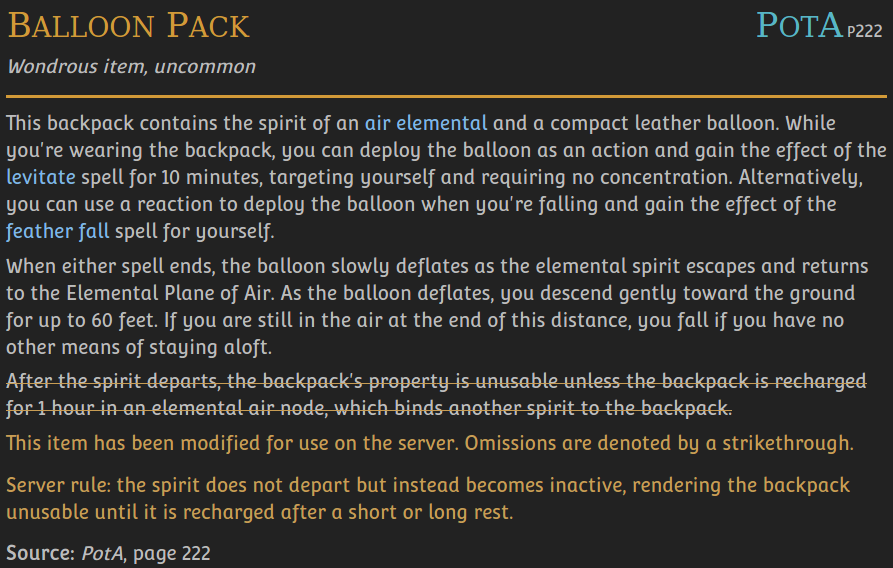 BALLOON PACK PotA P222
Wondrous item, uncommon
This backpack contains the spirit of an air elemental and a compact leather balloon. While
you're wearing the backpack, you can deploy the balloon as an action and gain the effect of the
levitate spell for 10 minutes, targeting yourself and requiring no concentration. Alternatively,
you can use a reaction to deploy the balloon when you're falling and gain the effect of the
feather fall spell for yourself.
When either spell ends, the balloon slowly deflates as the elemental spirit escapes and returns
to the Elemental Plane of Air. As the balloon deflates, you descend gently toward the ground
for up to 60 feet. If you are still in the air at the end of this distance, you fall if you have no
other means of staying aloft.
After the spirit departs, the backpack's property is unusable unless the backpack is recharged
for 1 hour in an elemental air node, which binds another spirit to the backpack.
This item has been modified for use on the server. Omissions are denoted by a strikethrough.
Server rule: the spirit does not depart but instead becomes inactive, rendering the backpack
unusable until it is recharged after a short or long rest.
Source: PotA, page 222